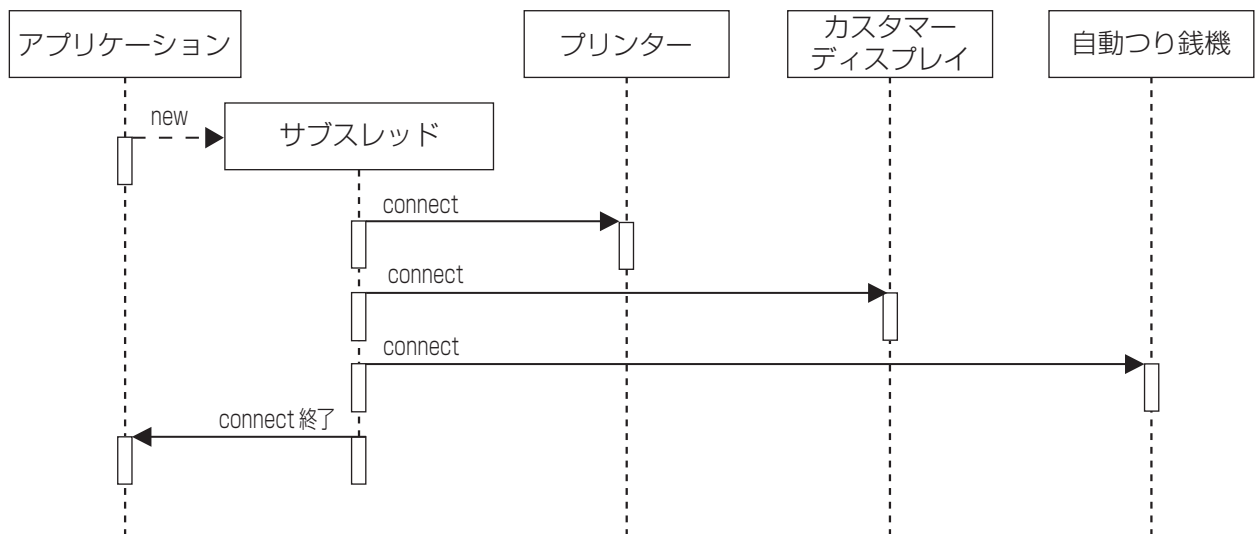 アプリケーション
プリンター
カスタマー
ディスプレイ
自動つり銭機
new
サブスレッド
connect
connect
connect
connect 終了